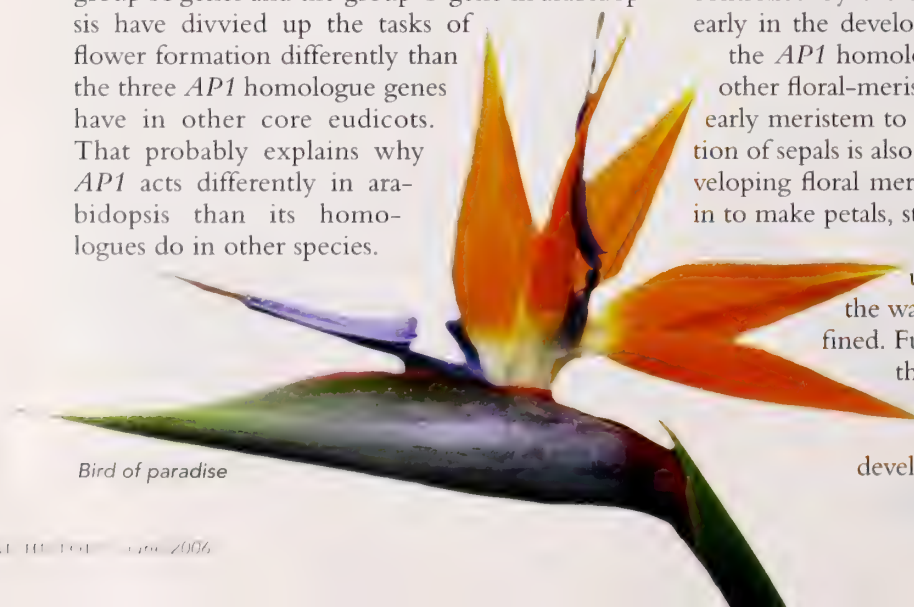 sis have divvied up the tasks of
flower formation differently than
the three AP1 homologue genes
have in other core eudicots.
That probably explains why
AP1 acts differently in ara-
bidopsis than its homo-
logues do in other species.
early in the develo
the AP1 homol
other floral-meris
early meristem to
tion of sepals is also
veloping floral mer
in to make petals, st
the wa
fined. Fu
th
devel
Bird of paradise
2006